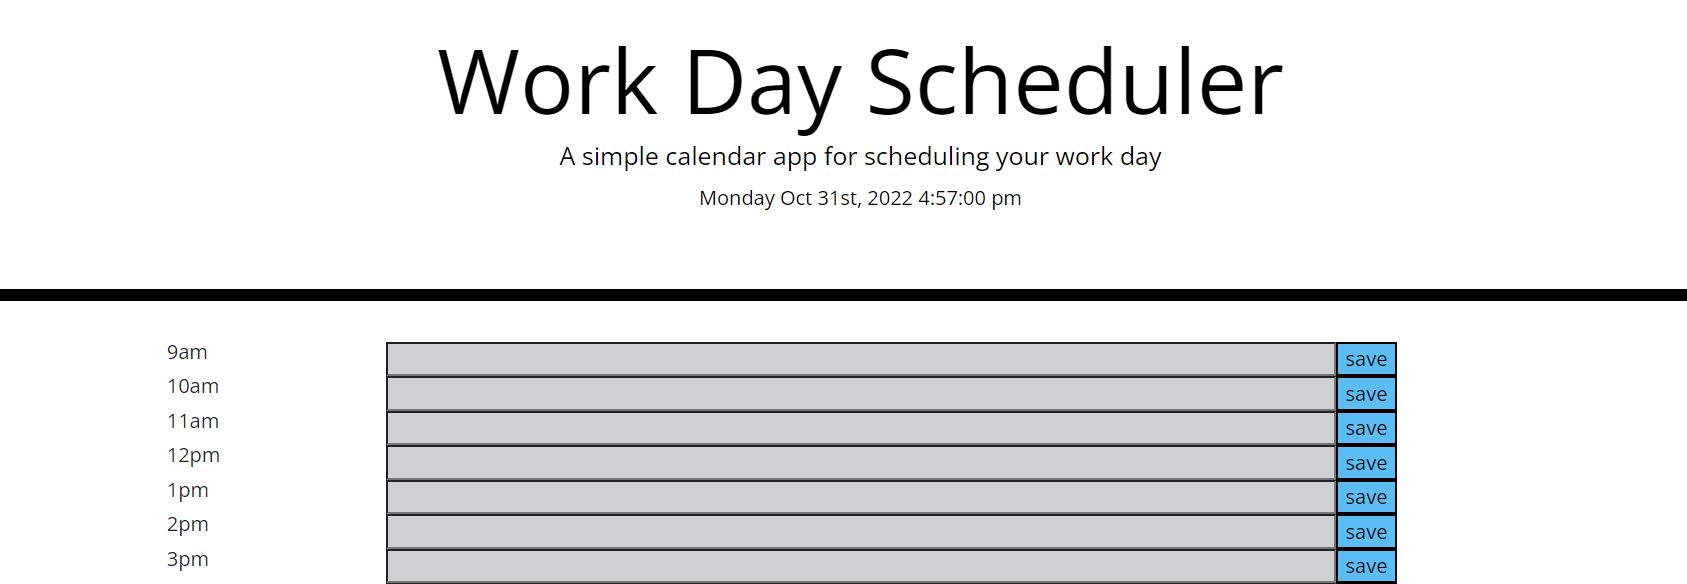 Work Day Scheduler
A simple calendar app for scheduling your work day
Monday Oct 31st, 2022 4:57:00 pm
9am save
10am save
11am save
12pm save
1pm save
2pm save
3pm save